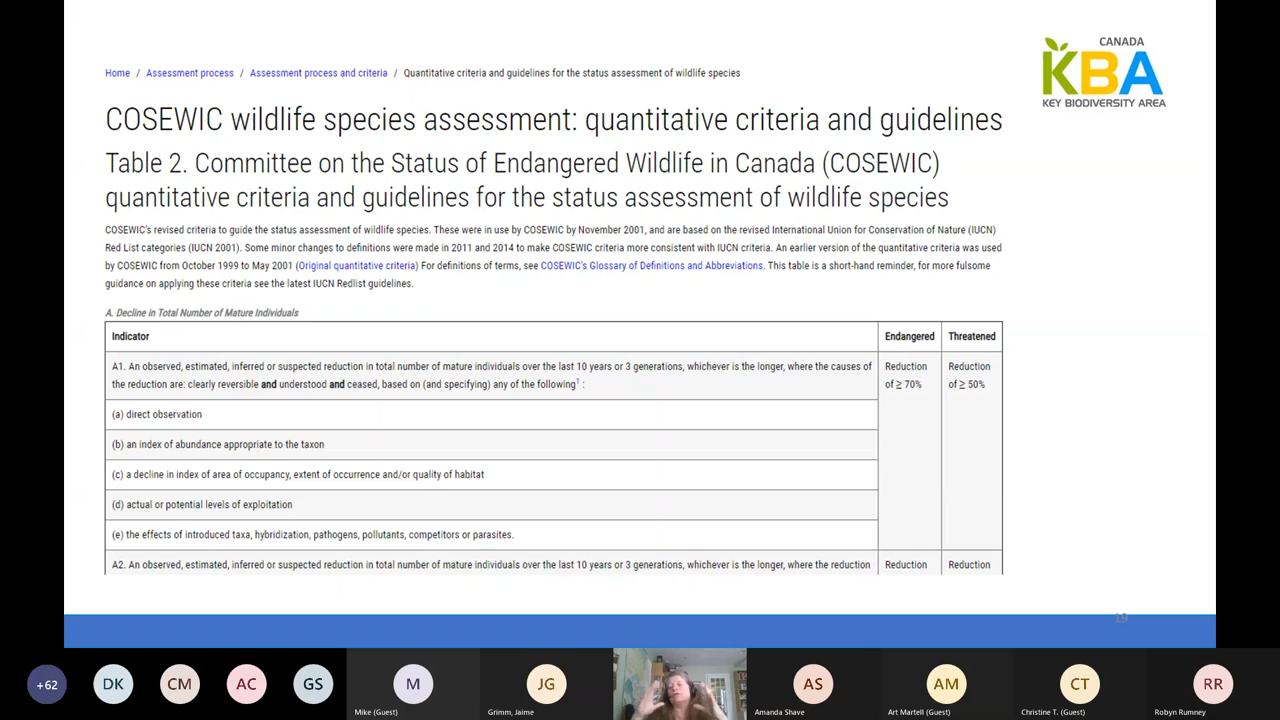 CANADA
KBA
KEY BIODIVERSITY AREA
Home / Assessment process / Assessment process and criteria / Quantitative criteria and guidelines for the status assessment of wildlife species
COSEWIC wildlife species assessment: quantitative criteria and guidelines
Table 2. Committee on the Status of Endangered Wildlife in Canada (COSEWIC)
quantitative criteria and guidelines for the status assessment of wildlife species
COSEWIC's revised criteria to guide the status assessment of wildlife species. These were in use by COSEWIC by November 2001, and are based on the revised International Union for Conservation of Nature (IUCN)
Red List categories (IUCN 2001). Some minor changes to definitions were made in 2011 and 2014 to make COSEWIC criteria more consistent with IUCN criteria. An earlier version of the quantitative criteria was used
by COSEWIC from October 1999 to May 2001 (Original quantitative criteria) For definitions of terms, see COSEWIC's Glossary of Definitions and Abbreviations. This table is a short-hand reminder, for more fulsome
guidance on applying these criteria see the latest IUCN Redlist guidelines.
A. Decline in Total Number of Mature Individuals
Indicator Endangered Threatened
A1. An observed, estimated, inferred or suspected reduction in total number of mature individuals over the last 10 years or 3 generations, whichever is the longer, where the causes of Reduction Reduction
the reduction are: clearly reversible and understood and ceased, based on (and specifying) any of the following1 : of ≥ 70% of ≥ 50%
(a) direct observation
(b) an index of abundance appropriate to the taxon
(c) a decline in index of area of occupancy, extent of occurrence and/or quality of habitat
(d) actual or potential levels of exploitation
(e) the effects of introduced taxa, hybridization, pathogens, pollutants, competitors or parasites.
A2. An observed, estimated, inferred or suspected reduction in total number of mature individuals over the last 10 years or 3 generations, whichever is the longer, where the reduction Reduction Reduction
19
+62 DK CM AC GS M JG AS AM CT RR
Mike (Guest) Grimm, Jaime Amanda Shave Art Martell (Guest) Christine T. (Guest) Robyn Rumney